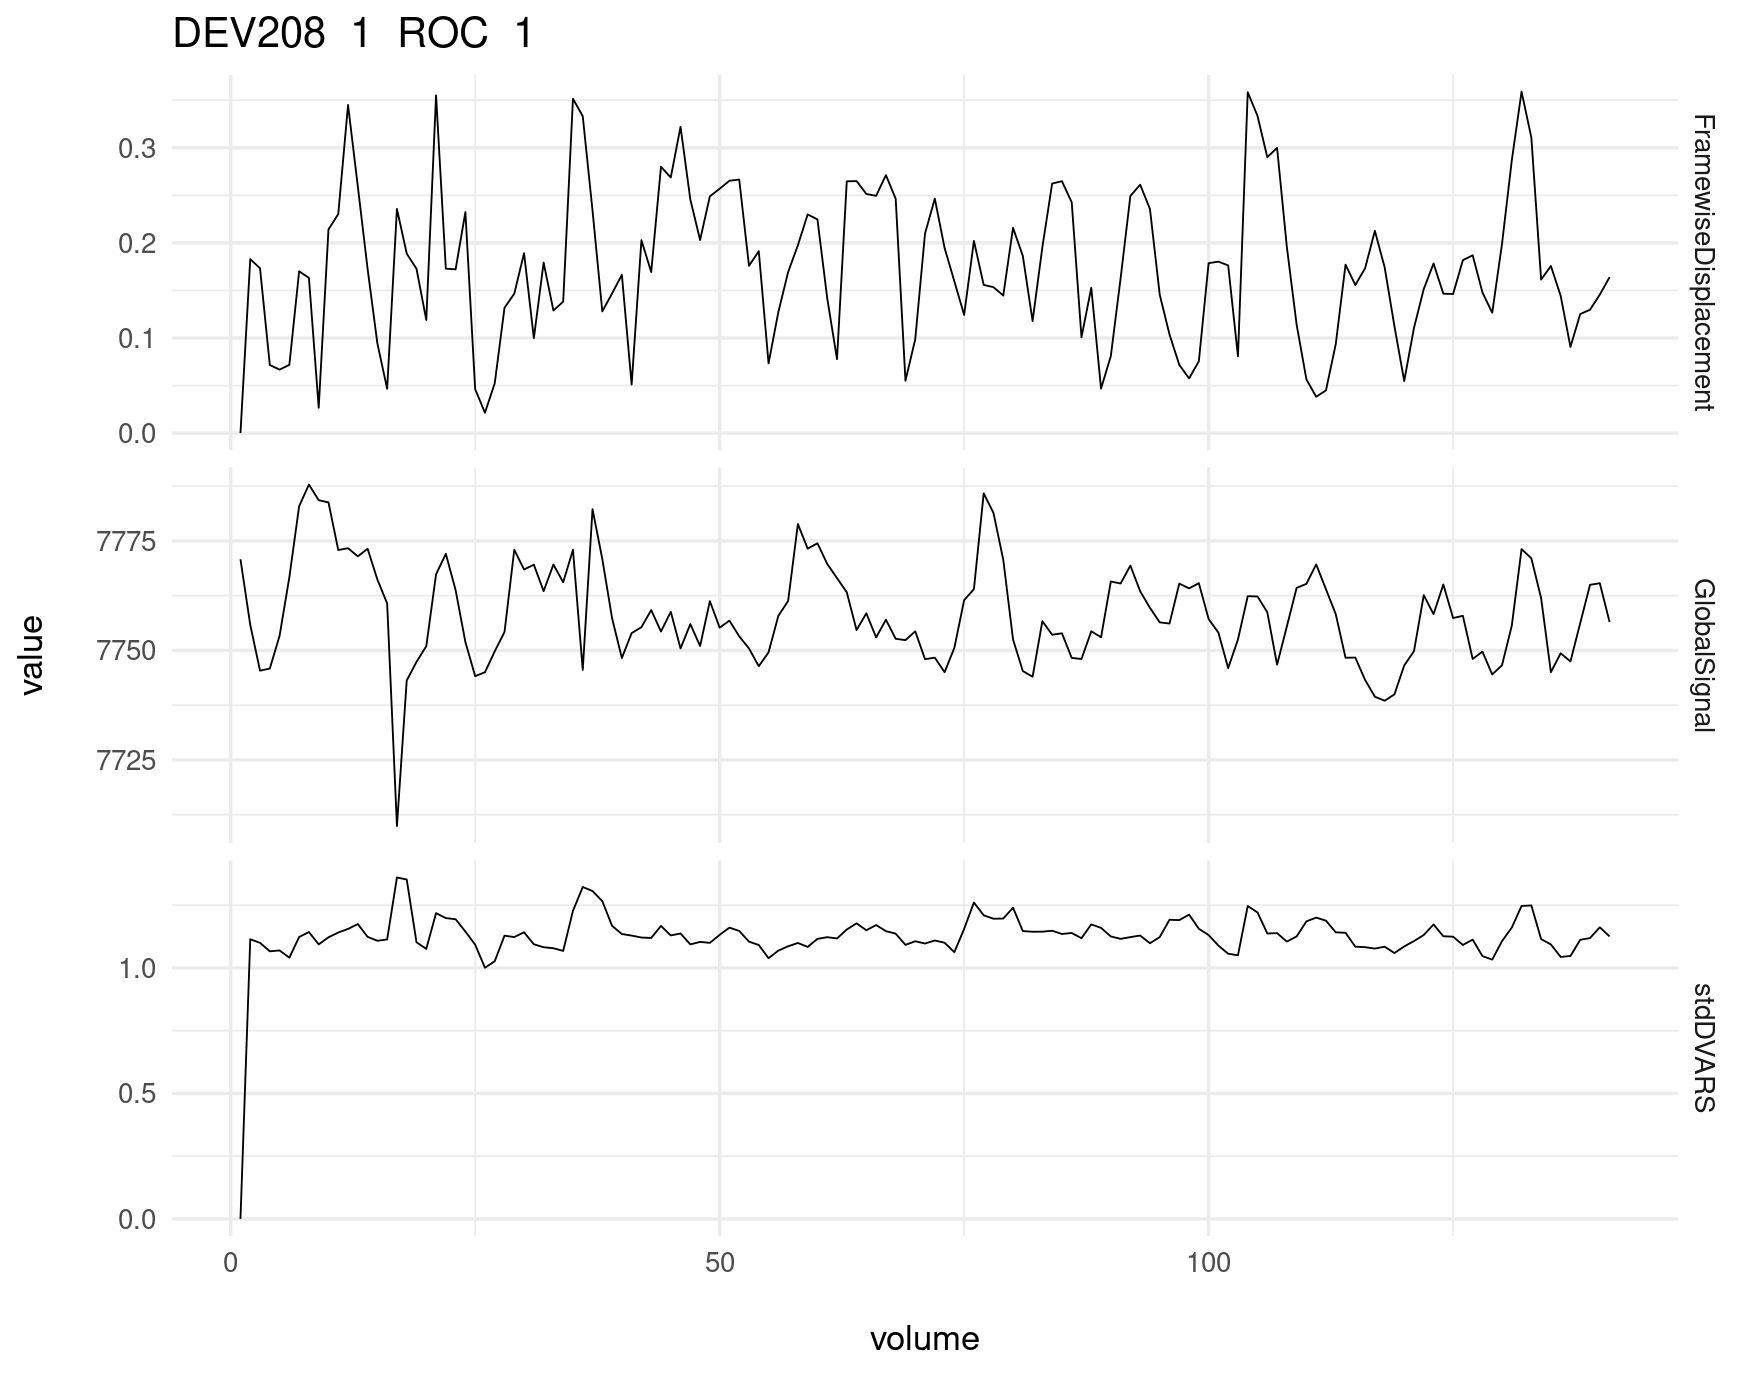 DEV208 1 ROC 1
0.3
0.2
0.1
0.0
FramewiseDisplacement
7775
7750
7725
GlobalSignal
value
1.0
0.5
0.0
stdDVARS
0 50 100
volume